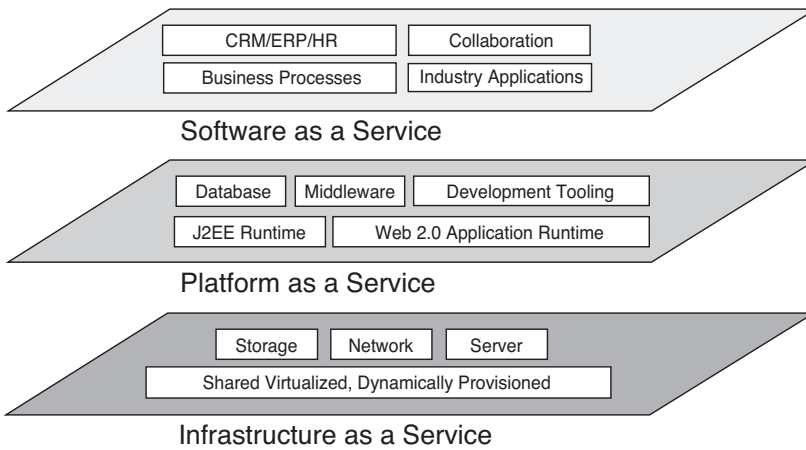 CRM/ERP/HR Collaboration
Business Processes Industry Applications
Software as a Service
Database Middleware Development Tooling
J2EE Runtime Web 2.0 Application Runtime
Platform as a Service
Storage Network Server
Shared Virtualized, Dynamically Provisioned
Infrastructure as a Service